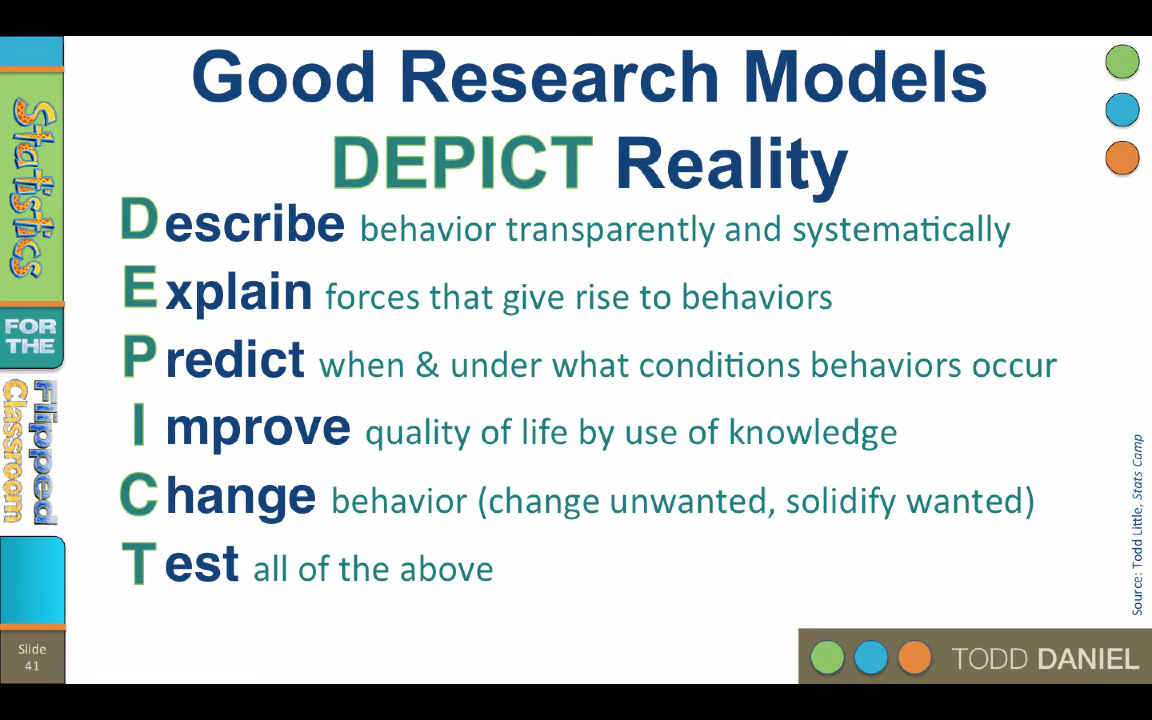 Good Research Models
DEPICT Reality
Describe behavior transparently and systematically
Explain forces that give rise to behaviors
Predict when & under what conditions behaviors occur
Improve quality of life by use of knowledge
Change behavior (change unwanted, solidify wanted)
Test all of the above
Statistics
FOR THE
Flipped
Classroom
Slide
41
Source: Todd Little, Stats Camp
TODD DANIEL